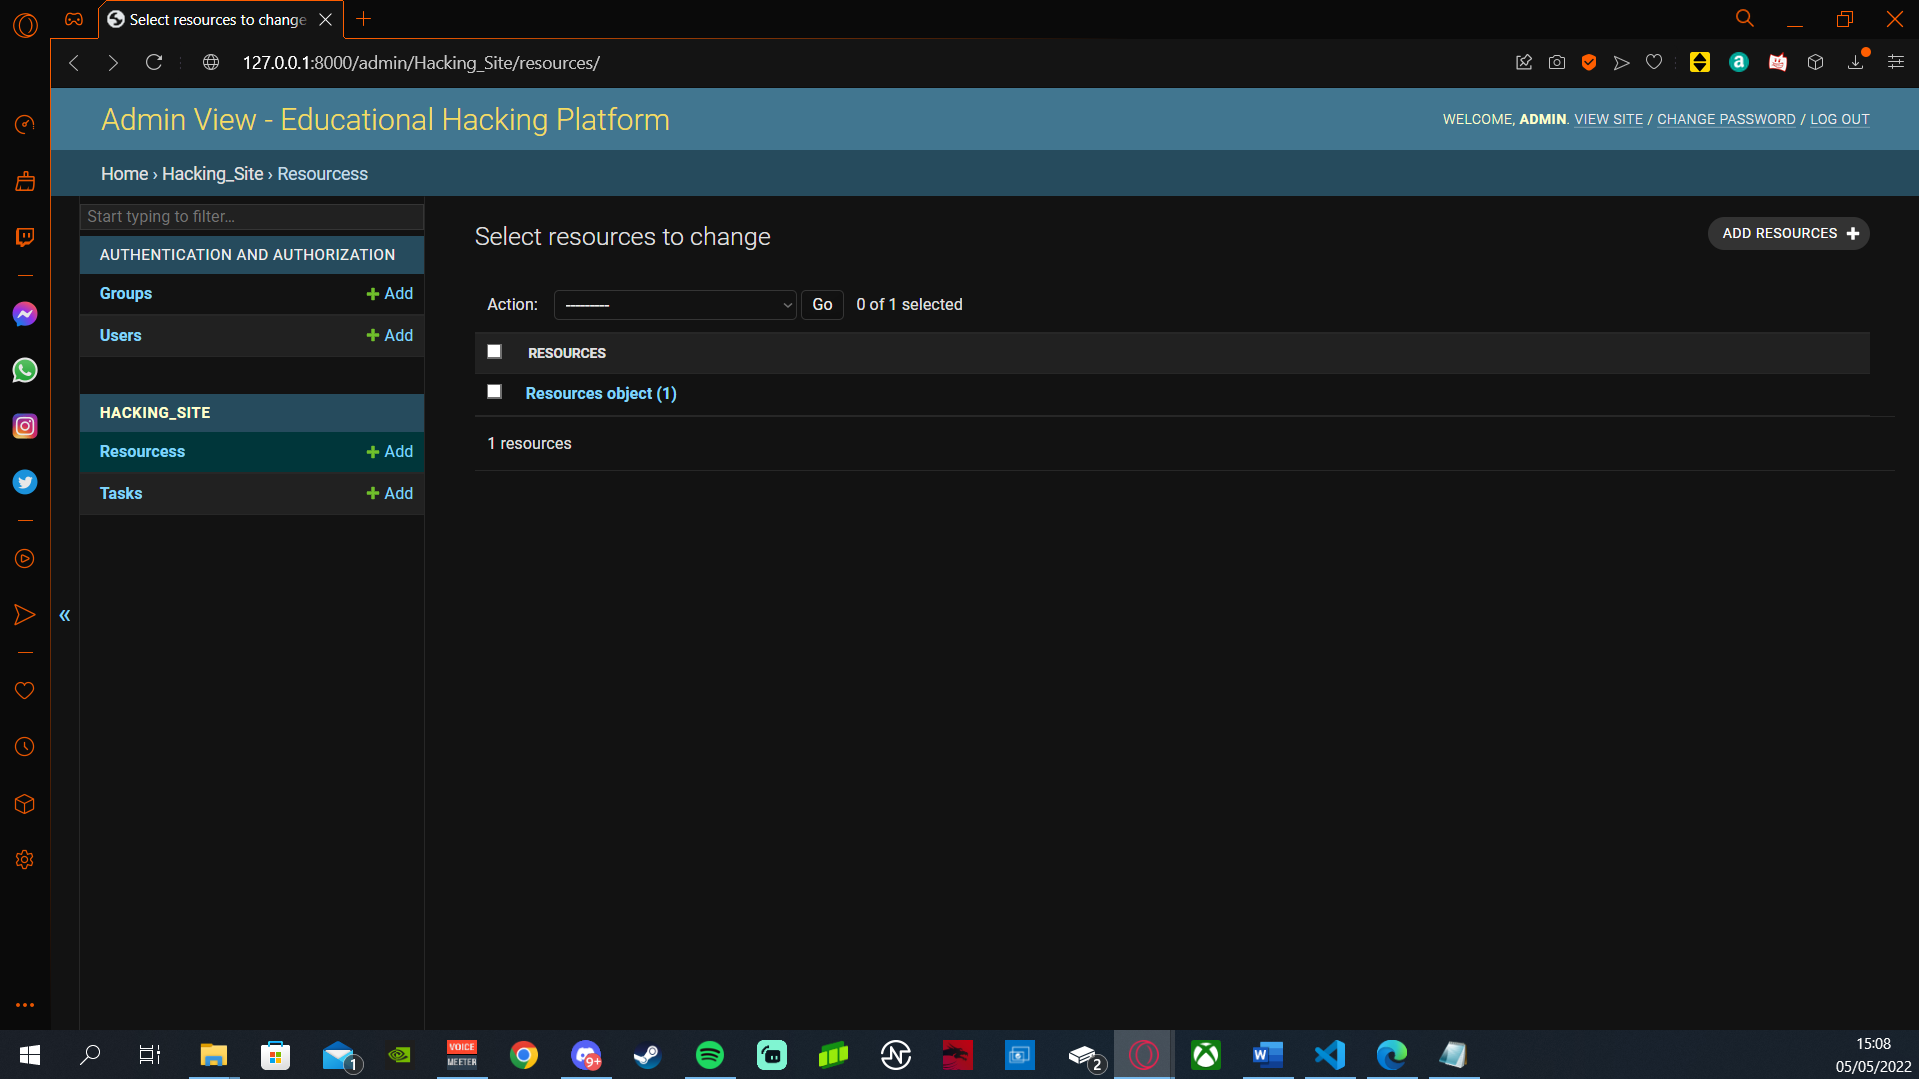 Select resources to change
127.0.0.1:8000/admin/Hacking_Site/resources/
Admin View - Educational Hacking Platform
WELCOME, ADMIN. VIEW SITE / CHANGE PASSWORD / LOG OUT
Home › Hacking_Site › Resourcess
Start typing to filter...
AUTHENTICATION AND AUTHORIZATION
Groups + Add
Users + Add
HACKING_SITE
Resourcess + Add
Tasks + Add
«
Select resources to change
ADD RESOURCES +
Action: --------- Go 0 of 1 selected
RESOURCES
Resources object (1)
1 resources
1
VOICE
MEETER
9+
2
15:08
05/05/2022